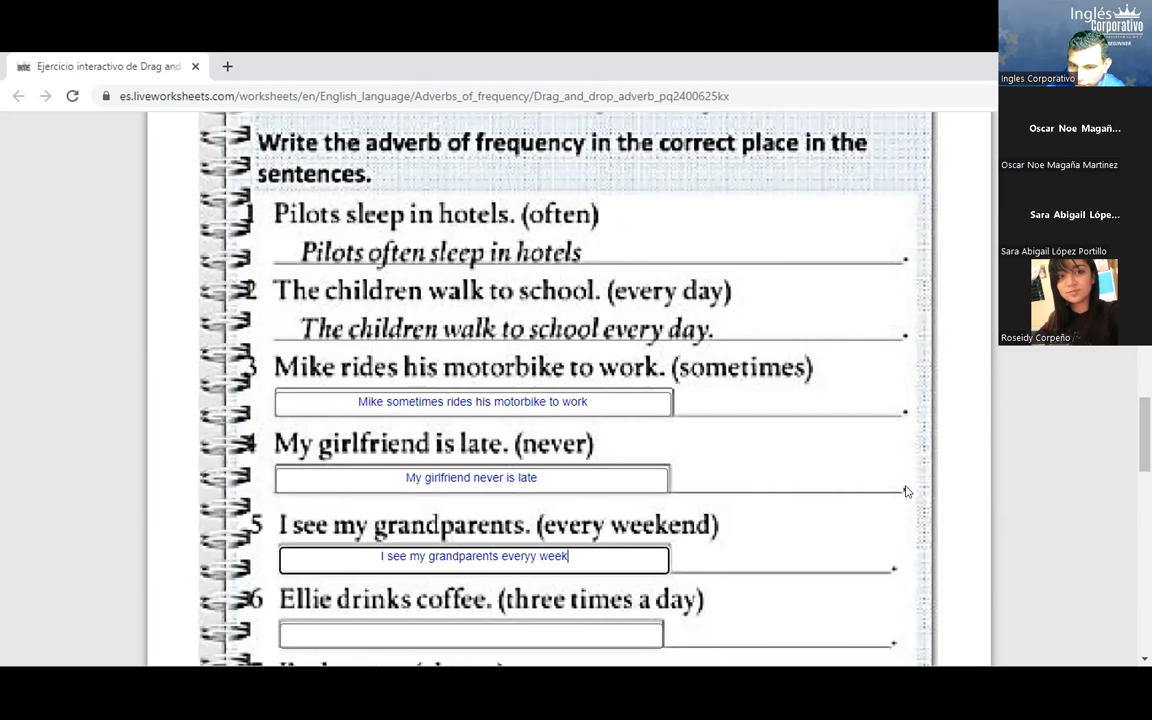 Ejercicio interactivo de Drag and
es.liveworksheets.com/worksheets/en/English_language/Adverbs_of_frequency/Drag_and_drop_adverb_pq2400625kx
Write the adverb of frequency in the correct place in the
sentences.
1 Pilots sleep in hotels. (often)
Pilots often sleep in hotels.
2 The children walk to school. (every day)
The children walk to school every day.
3 Mike rides his motorbike to work. (sometimes)
Mike sometimes rides his motorbike to work
4 My girlfriend is late. (never)
My girlfriend never is late
5 I see my grandparents. (every weekend)
I see my grandparents everyy week
6 Ellie drinks coffee. (three times a day)
Inglés
Corporativo
BEGINNER
Ingles Corporativo
Oscar Noe Magañ...
Oscar Noe Magaña Martinez
Sara Abigail Lópe...
Sara Abigail López Portillo
Roseidy Corpeño